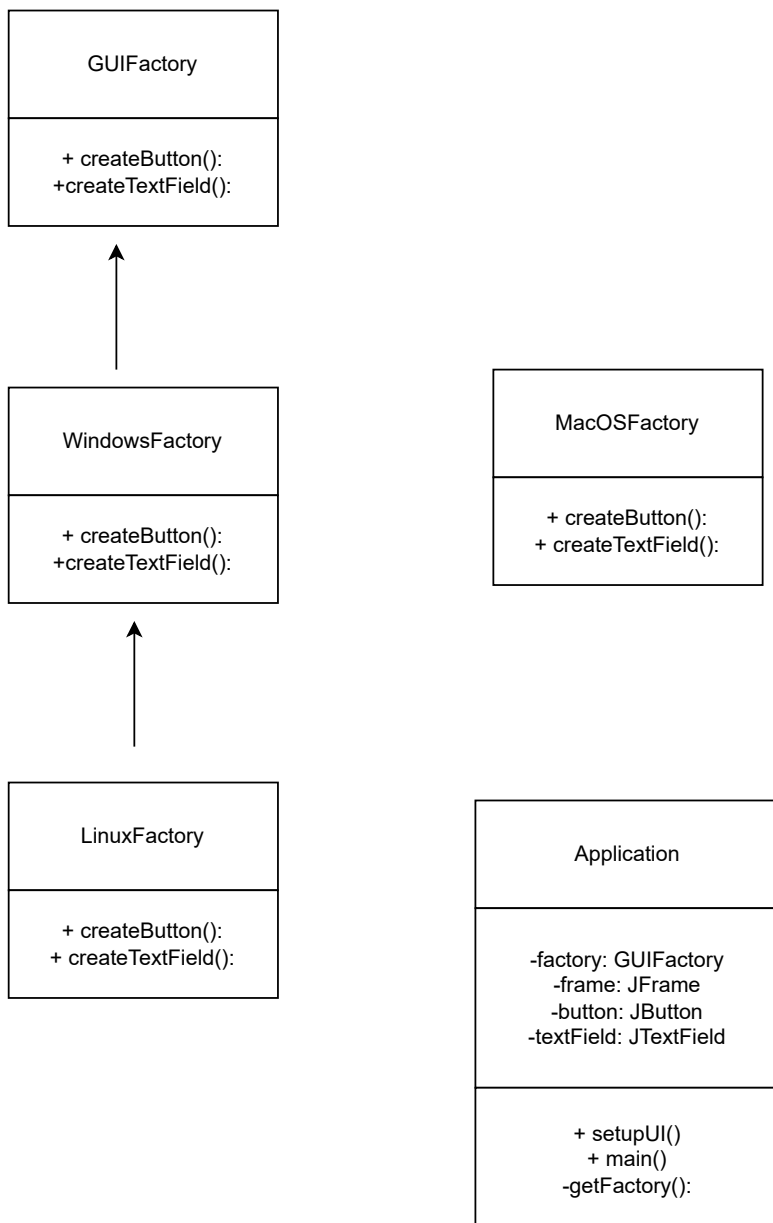 GUIFactory
+ createButton():
+createTextField():
WindowsFactory
+ createButton():
+createTextField():
MacOSFactory
+ createButton():
+ createTextField():
LinuxFactory
+ createButton():
+ createTextField():
Application
-factory: GUIFactory
-frame: JFrame
-button: JButton
-textField: JTextField
+ setupUI()
+ main()
-getFactory():